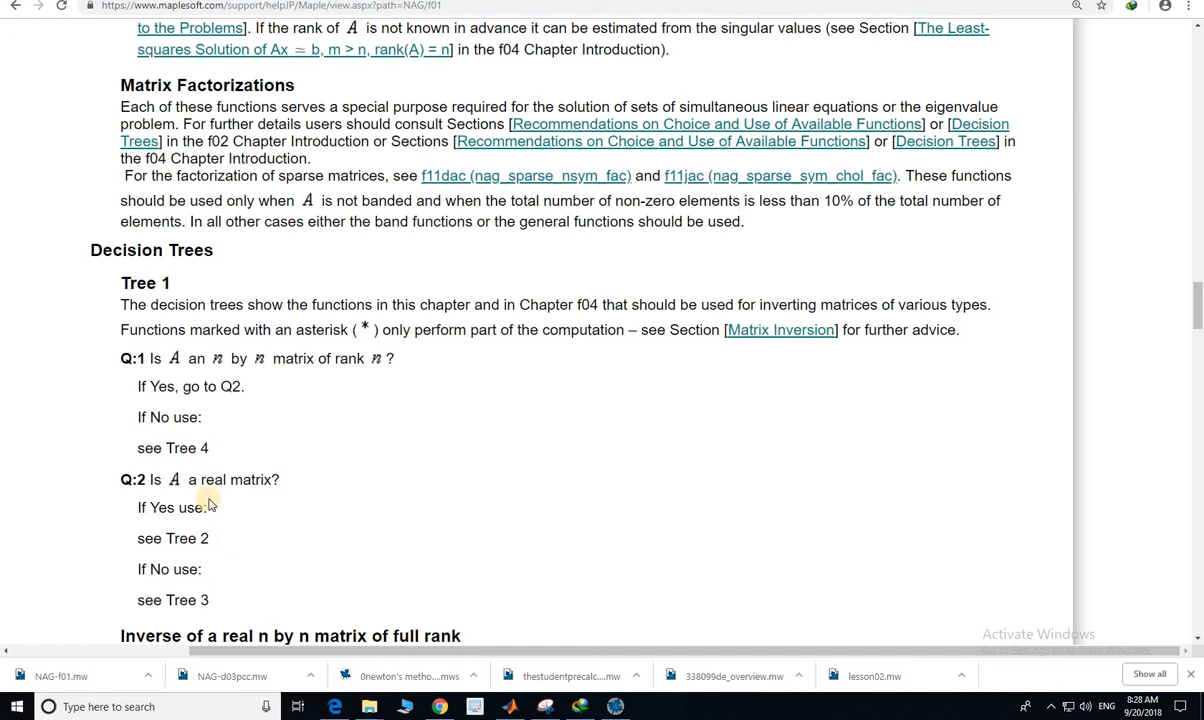 https://www.maplesoft.com/support/helpJP/Maple/view.aspx?path=NAG/f01
to the Problems]. If the rank of A is not known in advance it can be estimated from the singular values (see Section [The Least-
squares Solution of Ax ≃ b, m > n, rank(A) = n] in the f04 Chapter Introduction).
Matrix Factorizations
Each of these functions serves a special purpose required for the solution of sets of simultaneous linear equations or the eigenvalue
problem. For further details users should consult Sections [Recommendations on Choice and Use of Available Functions] or [Decision
Trees] in the f02 Chapter Introduction or Sections [Recommendations on Choice and Use of Available Functions] or [Decision Trees] in
the f04 Chapter Introduction.
For the factorization of sparse matrices, see f11dac (nag_sparse_nsym_fac) and f11jac (nag_sparse_sym_chol_fac). These functions
should be used only when A is not banded and when the total number of non-zero elements is less than 10% of the total number of
elements. In all other cases either the band functions or the general functions should be used.
Decision Trees
Tree 1
The decision trees show the functions in this chapter and in Chapter f04 that should be used for inverting matrices of various types.
Functions marked with an asterisk ( * ) only perform part of the computation – see Section [Matrix Inversion] for further advice.
Q:1 Is A an n by n matrix of rank n ?
If Yes, go to Q2.
If No use:
see Tree 4
Q:2 Is A a real matrix?
If Yes use:
see Tree 2
If No use:
see Tree 3
Inverse of a real n by n matrix of full rank
Activate Windows
Go to Settings to activate Windows.
NAG-f01.mw
NAG-d03pcc.mw
0newton's metho....mws
thestudentprecalc....mw
338099de_overview.mw
lesson02.mw
Show all
Type here to search
ENG
8:28 AM
9/20/2018